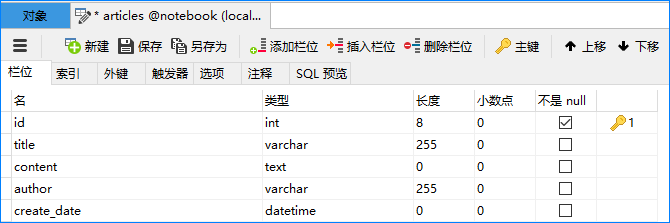 对象 * articles @notebook (local...
新建 保存 另存为 添加栏位 插入栏位 删除栏位 主键 上移 下移
栏位 索引 外键 触发器 选项 注释 SQL 预览
名 类型 长度 小数点 不是 null
id int 8 0 1
title varchar 255 0
content text 0 0
author varchar 255 0
create_date datetime 0 0